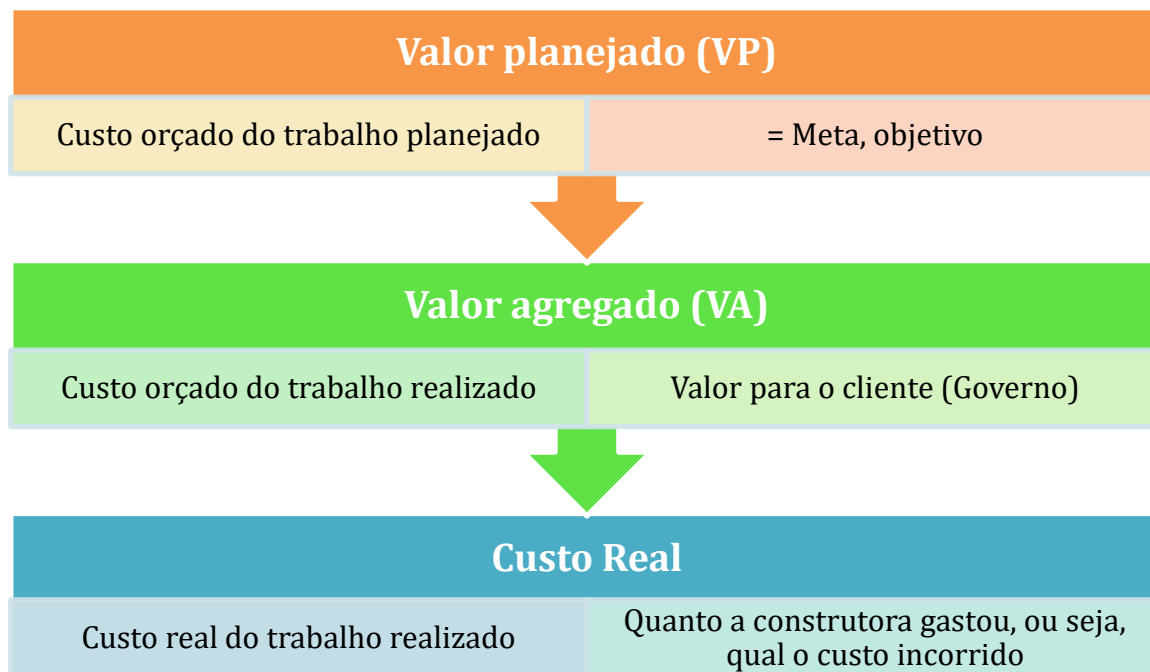 Valor planejado (VP)
Custo orçado do trabalho planejado
= Meta, objetivo
Valor agregado (VA)
Custo orçado do trabalho realizado
Valor para o cliente (Governo)
Custo Real
Custo real do trabalho realizado
Quanto a construtora gastou, ou seja,
qual o custo incorrido